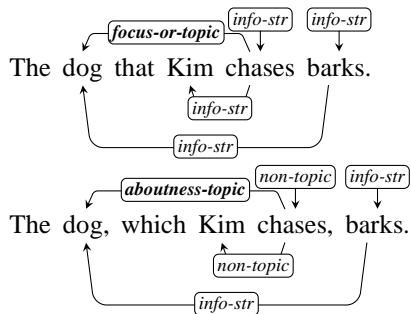 focus-or-topic info-str info-str
The dog that Kim chases barks.
info-str
info-str
aboutness-topic non-topic info-str
The dog, which Kim chases, barks.
non-topic
info-str